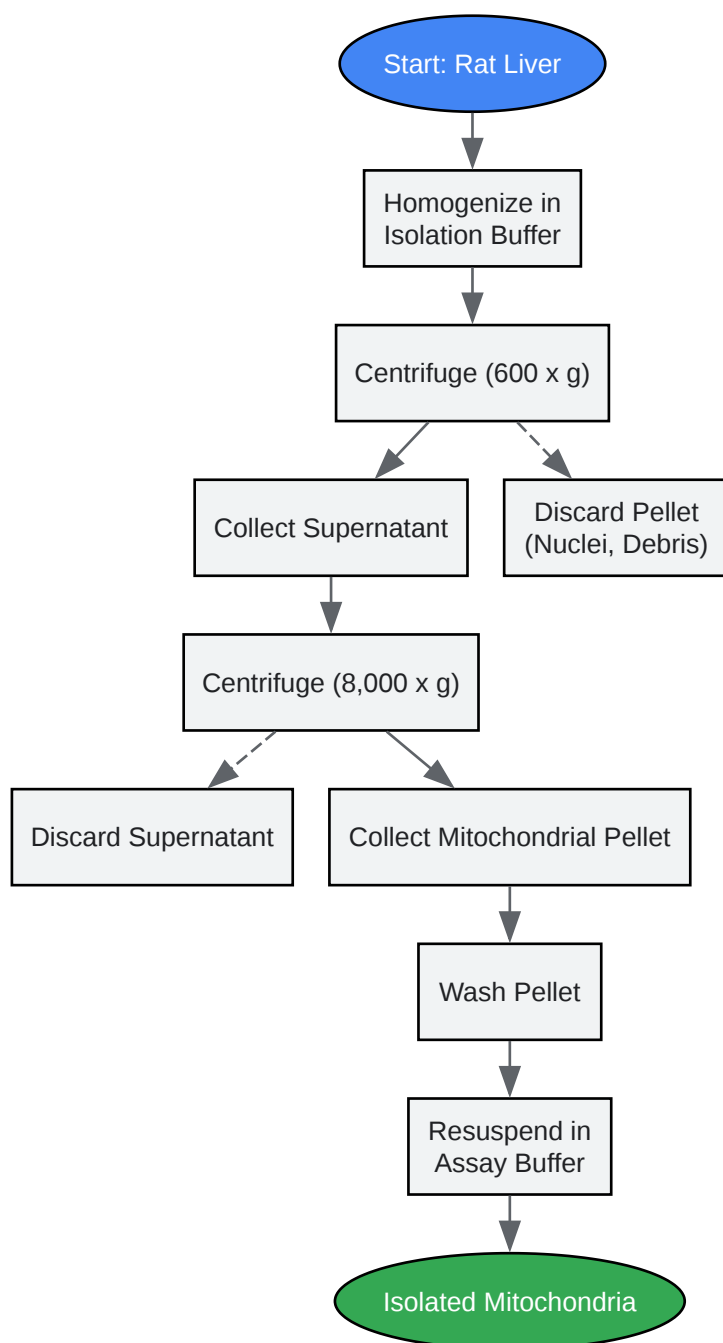 Start: Rat Liver
Homogenize in
Isolation Buffer
Centrifuge (600 x g)
Collect Supernatant
Discard Pellet
(Nuclei, Debris)
Centrifuge (8,000 x g)
Discard Supernatant
Collect Mitochondrial Pellet
Wash Pellet
Resuspend in
Assay Buffer
Isolated Mitochondria